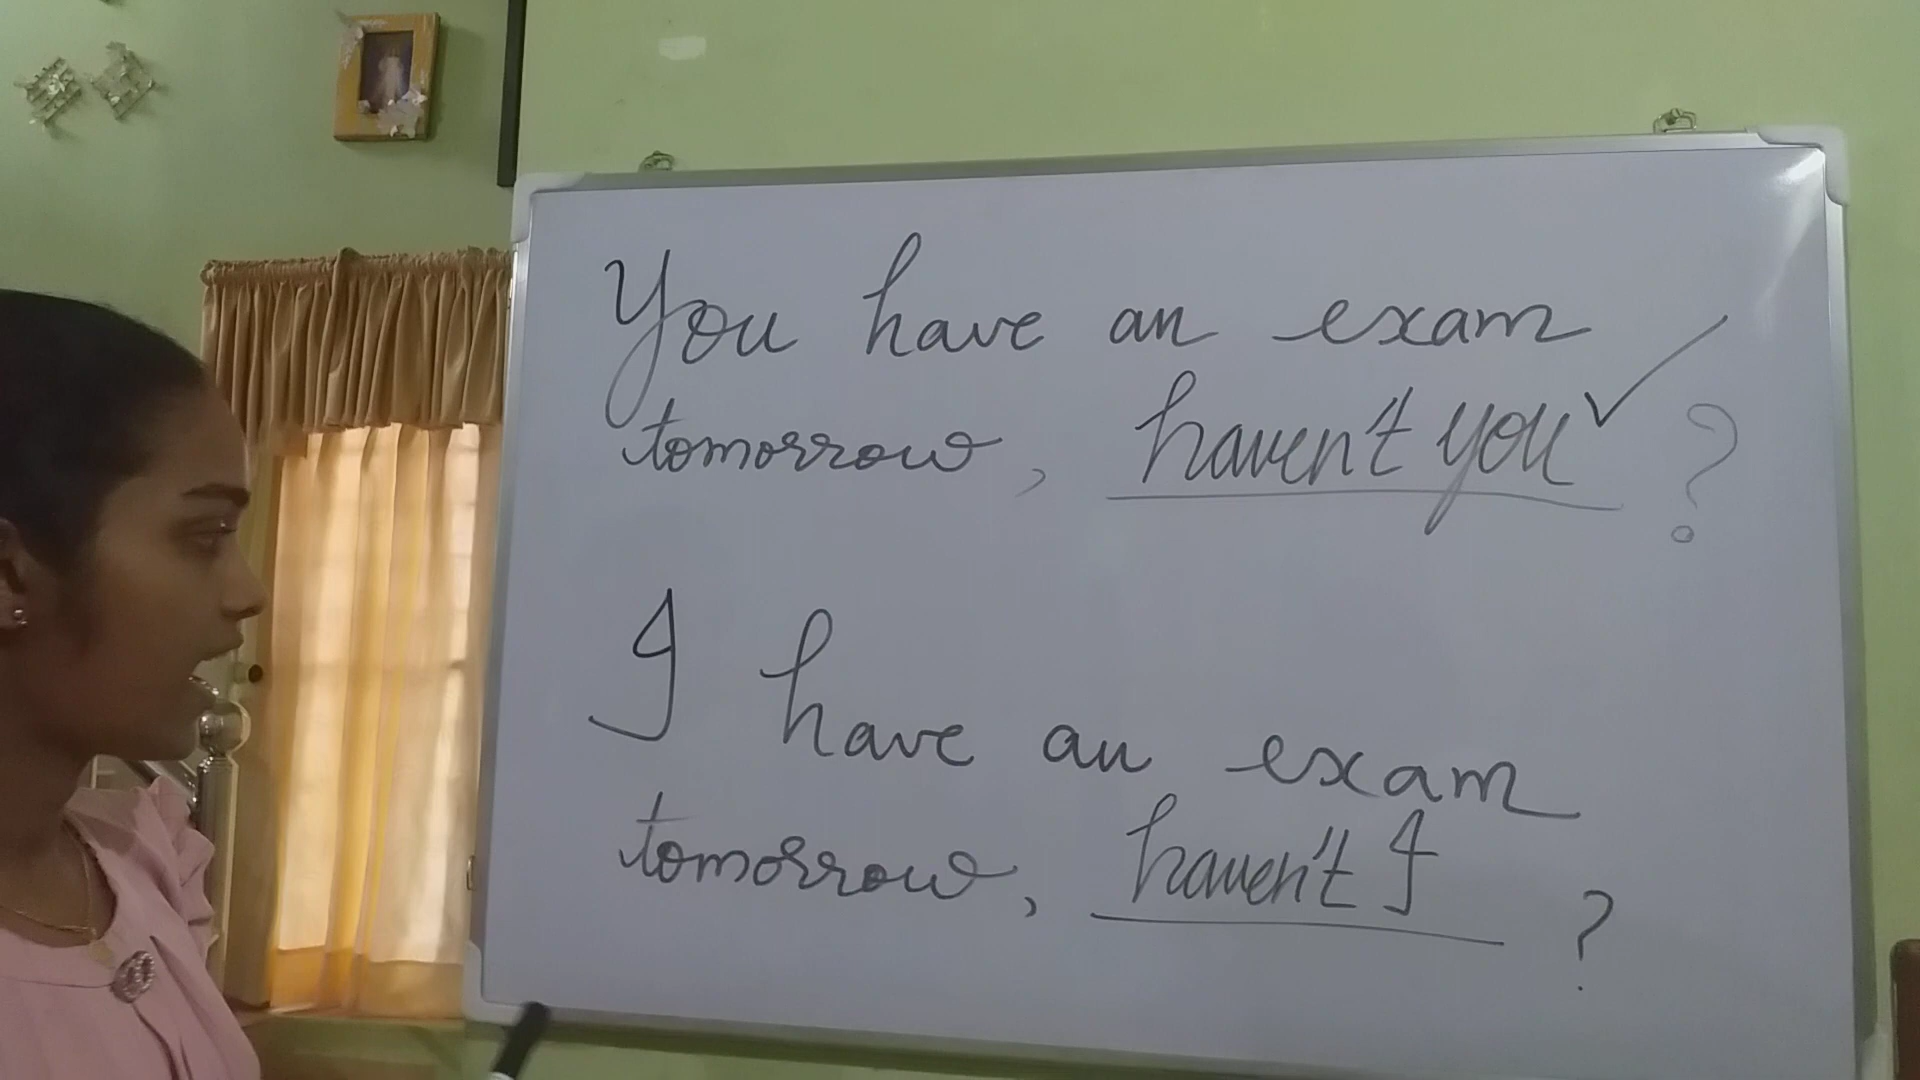 You have an exam
tomorrow, haven't you ?
I have an exam
tomorrow, haven't I ?